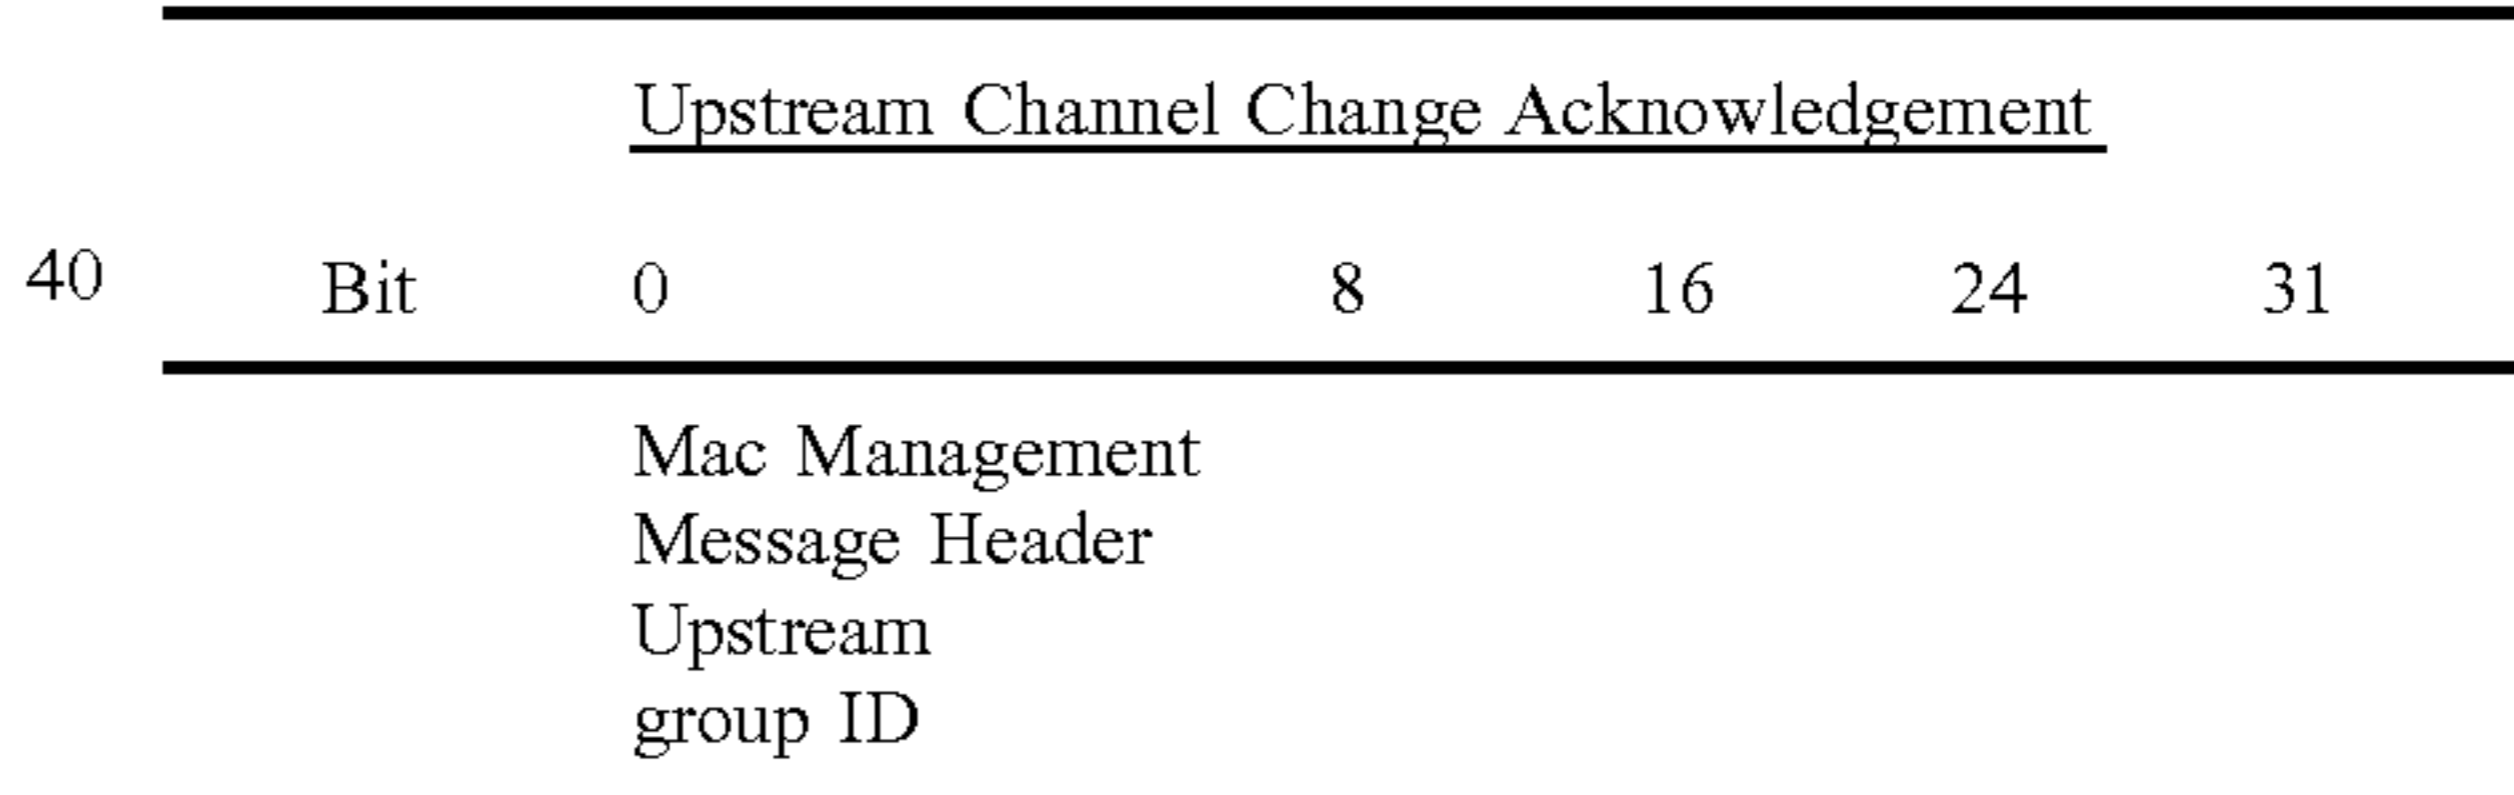 Upstream Channel Change Acknowledgement
40 Bit 0 8 16 24 31
Mac Management
Message Header
Upstream
group ID